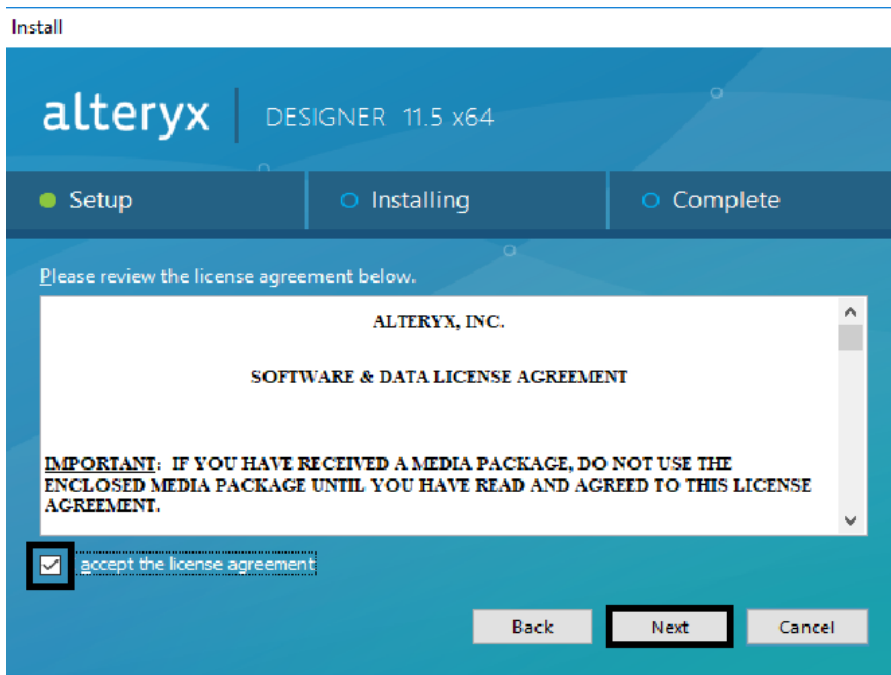 Install
alteryx DESIGNER 11.5 x64
Setup Installing Complete
Please review the license agreement below.
ALTERYX, INC.
SOFTWARE & DATA LICENSE AGREEMENT
IMPORTANT: IF YOU HAVE RECEIVED A MEDIA PACKAGE, DO NOT USE THE
ENCLOSED MEDIA PACKAGE UNTIL YOU HAVE READ AND AGREED TO THIS LICENSE
AGREEMENT.
accept the license agreement
Back Next Cancel